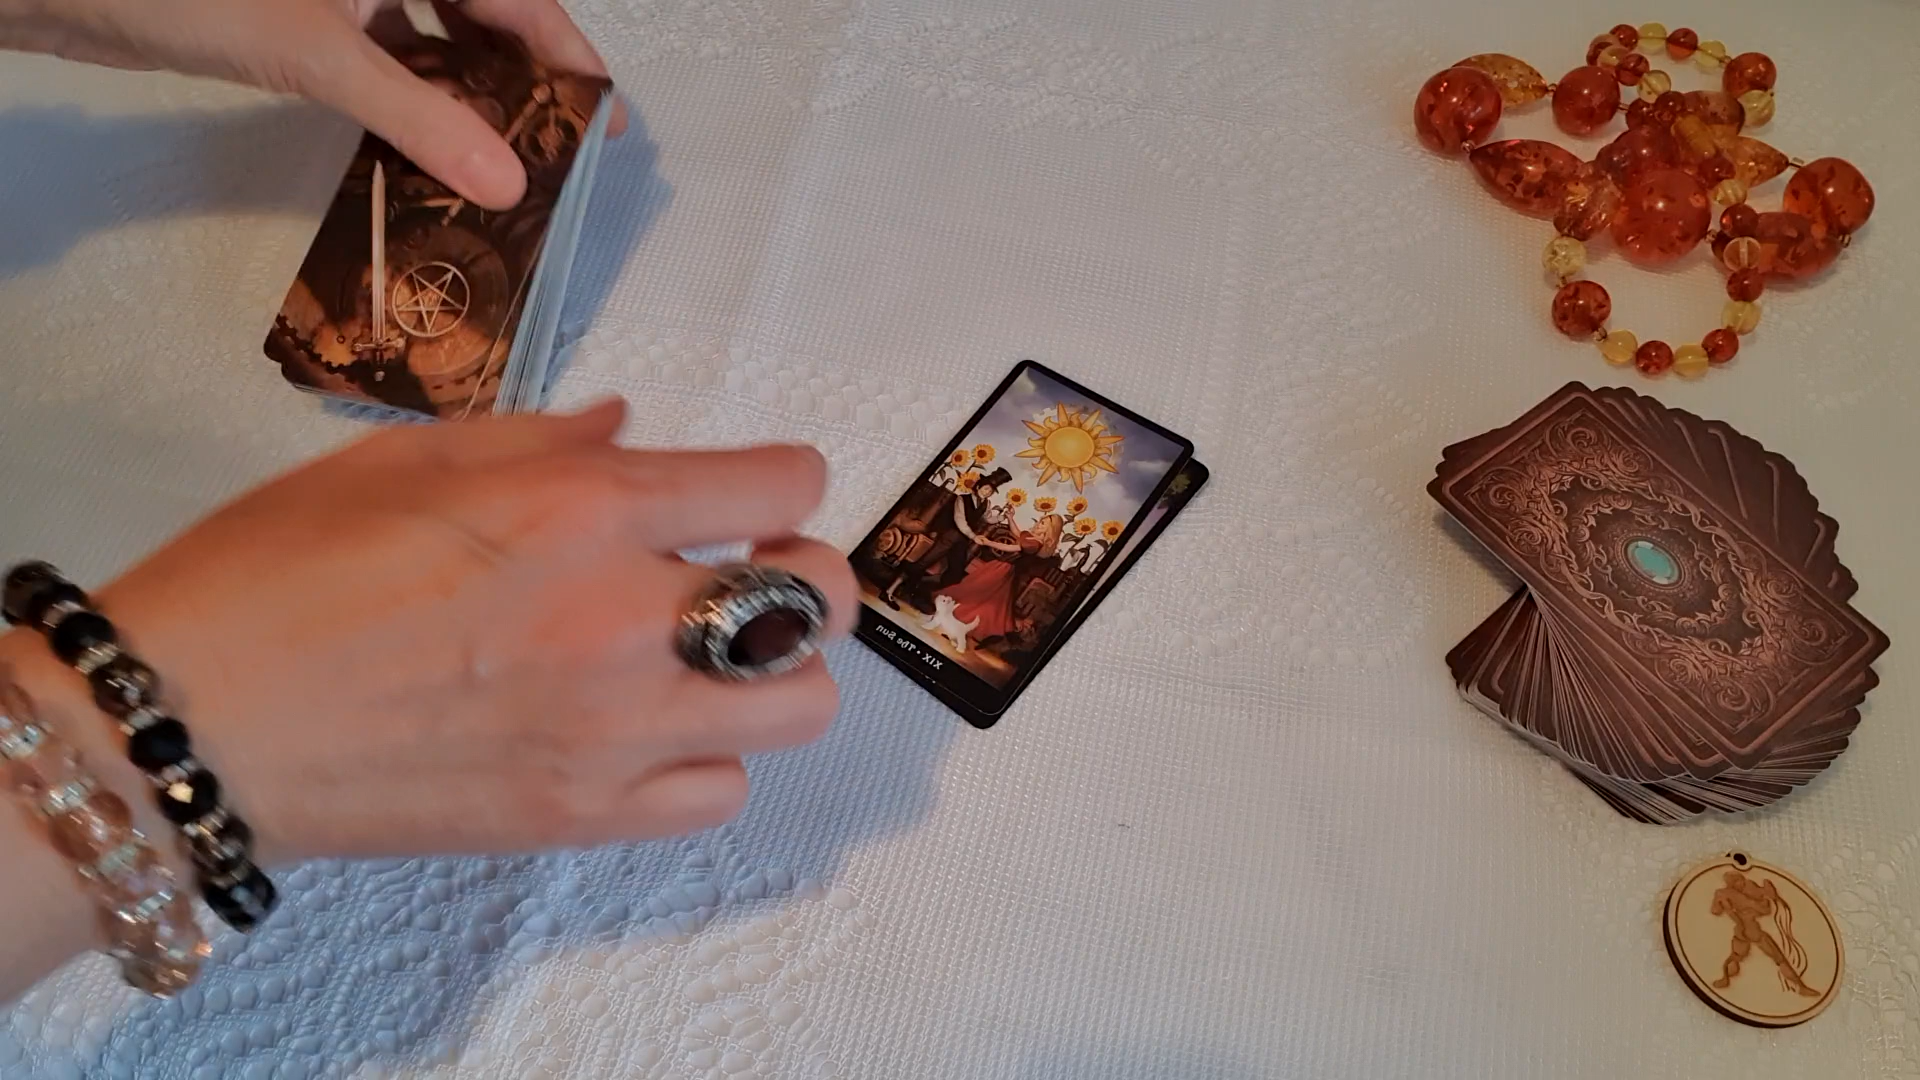 XIX • The Sun